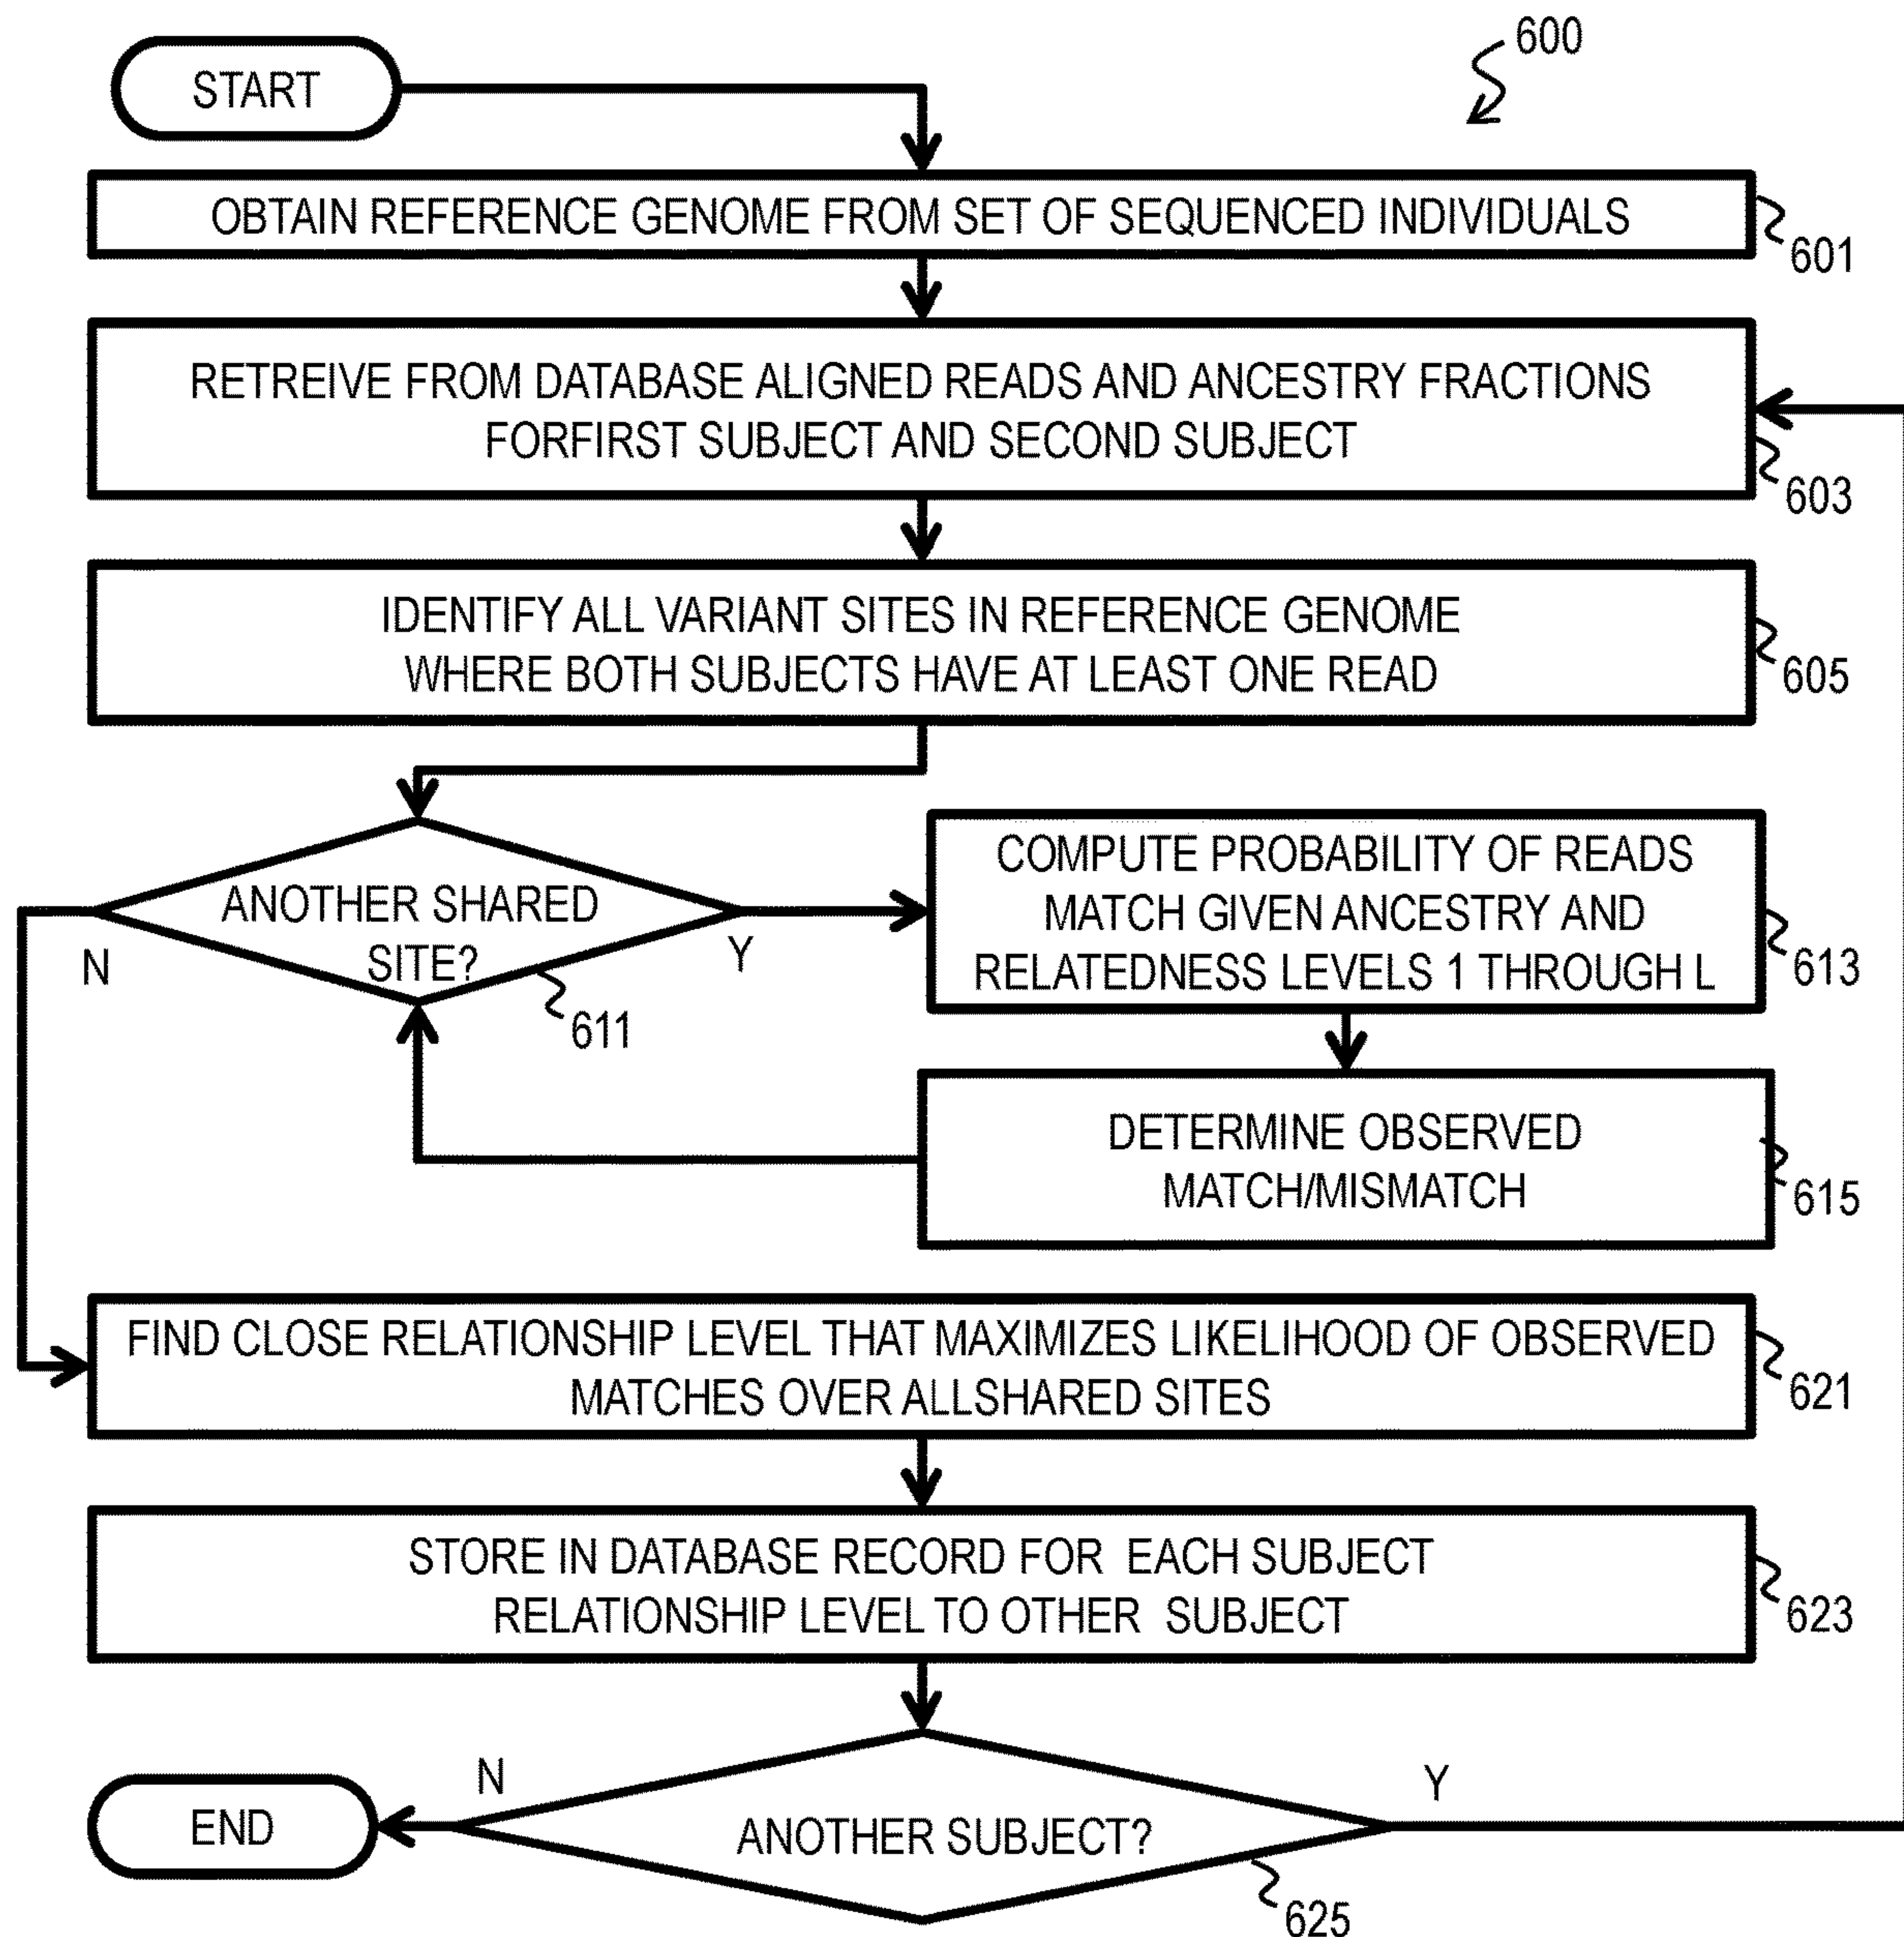 600
START
OBTAIN REFERENCE GENOME FROM SET OF SEQUENCED INDIVIDUALS
601
RETREIVE FROM DATABASE ALIGNED READS AND ANCESTRY FRACTIONS
FORFIRST SUBJECT AND SECOND SUBJECT
603
IDENTIFY ALL VARIANT SITES IN REFERENCE GENOME
WHERE BOTH SUBJECTS HAVE AT LEAST ONE READ
605
ANOTHER SHARED
SITE?
N
Y
611
COMPUTE PROBABILITY OF READS
MATCH GIVEN ANCESTRY AND
RELATEDNESS LEVELS 1 THROUGH L
613
DETERMINE OBSERVED
MATCH/MISMATCH
615
FIND CLOSE RELATIONSHIP LEVEL THAT MAXIMIZES LIKELIHOOD OF OBSERVED
MATCHES OVER ALLSHARED SITES
621
STORE IN DATABASE RECORD FOR EACH SUBJECT
RELATIONSHIP LEVEL TO OTHER SUBJECT
623
N
Y
ANOTHER SUBJECT?
END
625